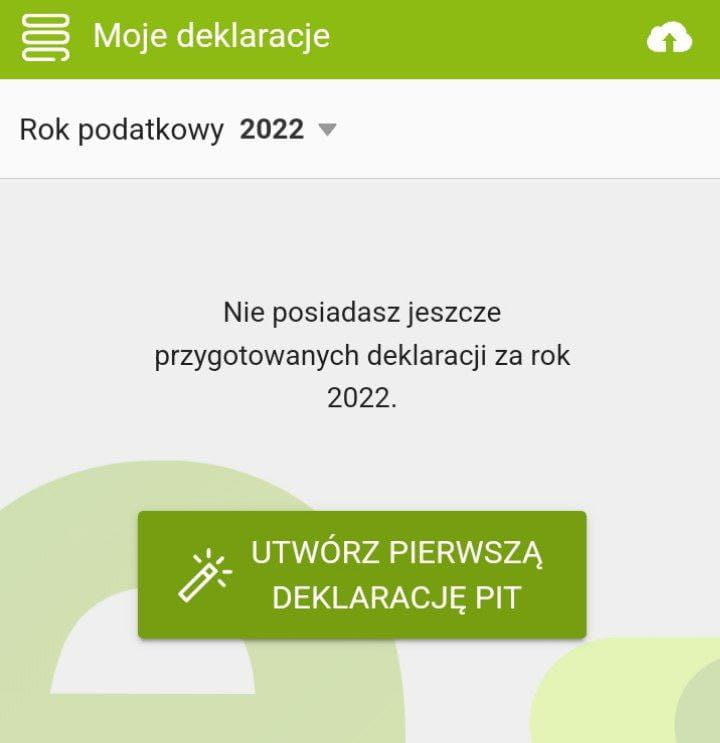 Moje deklaracje
Rok podatkowy 2022
Nie posiadasz jeszcze
przygotowanych deklaracji za rok
2022.
UTWÓRZ PIERWSZĄ
DEKLARACJĘ PIT